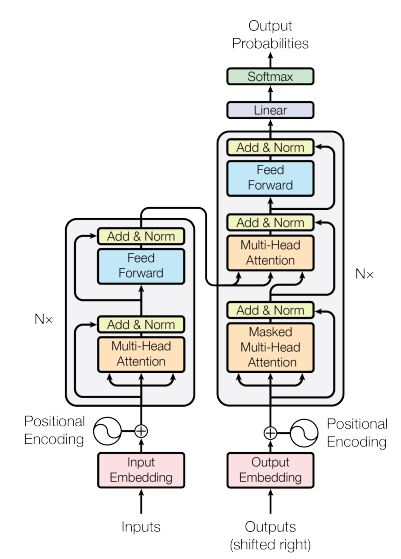 Output
Probabilities
Softmax
Linear
Add & Norm
Feed
Forward
Add & Norm
Multi-Head
Attention
Add & Norm
Masked
Multi-Head
Attention
N×
Add & Norm
Feed
Forward
N×
Add & Norm
Multi-Head
Attention
Positional
Encoding
Positional
Encoding
Input
Embedding
Output
Embedding
Inputs
Outputs
(shifted right)